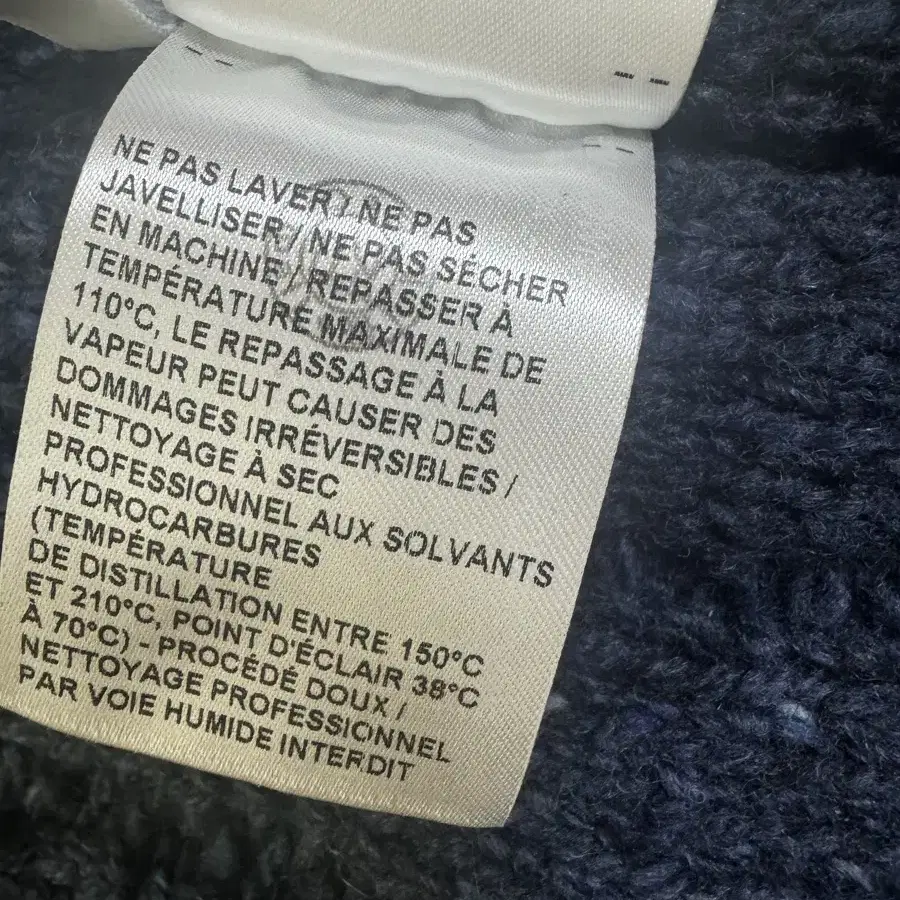 NE PAS LAVER / NE PAS
JAVELLISER / NE PAS SÉCHER
EN MACHINE / REPASSER À
TEMPÉRATURE MAXIMALE DE
110°C, LE REPASSAGE À LA
VAPEUR PEUT CAUSER DES
DOMMAGES IRRÉVERSIBLES /
NETTOYAGE À SEC
PROFESSIONNEL AUX SOLVANTS
HYDROCARBURES
(TEMPÉRATURE
DE DISTILLATION ENTRE 150°C
ET 210°C, POINT D'ÉCLAIR 38°C
À 70°C) - PROCÉDÉ DOUX /
NETTOYAGE PROFESSIONNEL
PAR VOIE HUMIDE INTERDIT